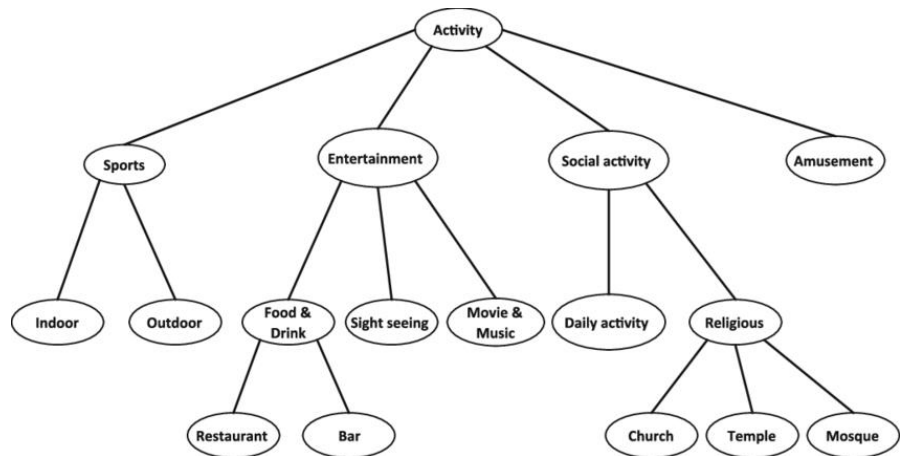 Activity
Sports
Entertainment
Social activity
Amusement
Indoor
Outdoor
Food &
Drink
Sight seeing
Movie &
Music
Daily activity
Religious
Restaurant
Bar
Church
Temple
Mosque